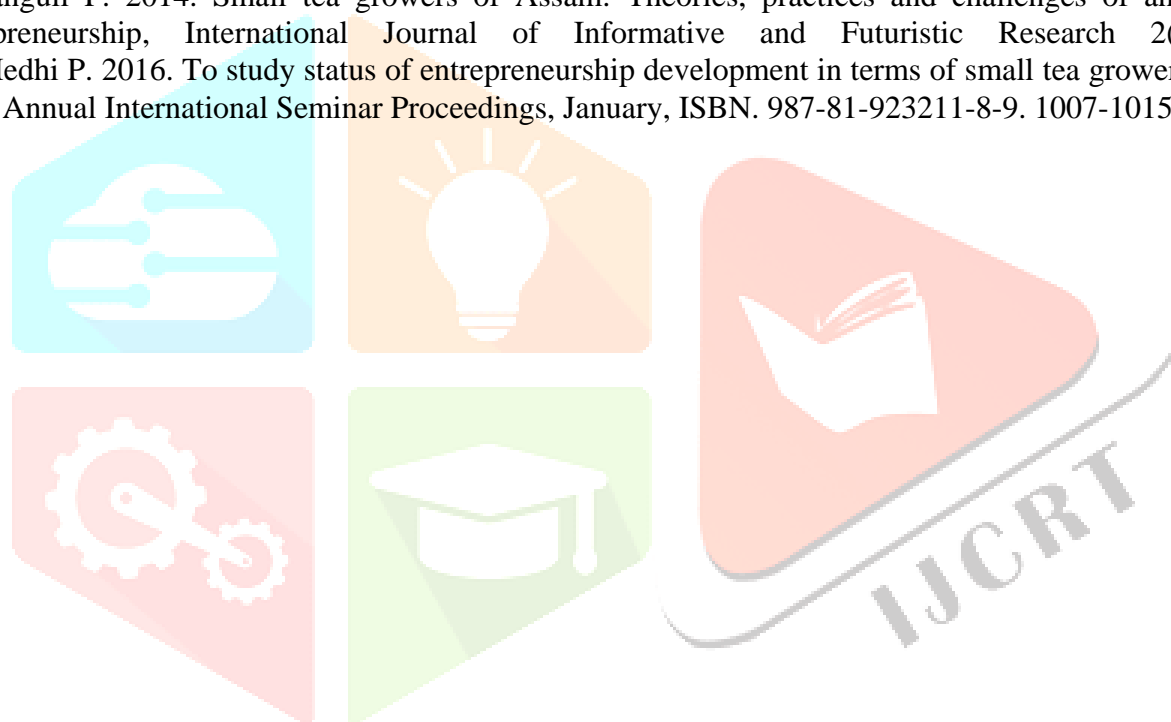 P. 2014. Small tea growers of Assam. Theories, practices and challenges of
preneurship, International Journal of Informative and Futuristic Research 2(
Medhi P. 2016. To study status of entrepreneurship development in terms of small tea grower
Annual International Seminar Proceedings, January, ISBN. 987-81-923211-8-9. 1007-1015
IJCRT